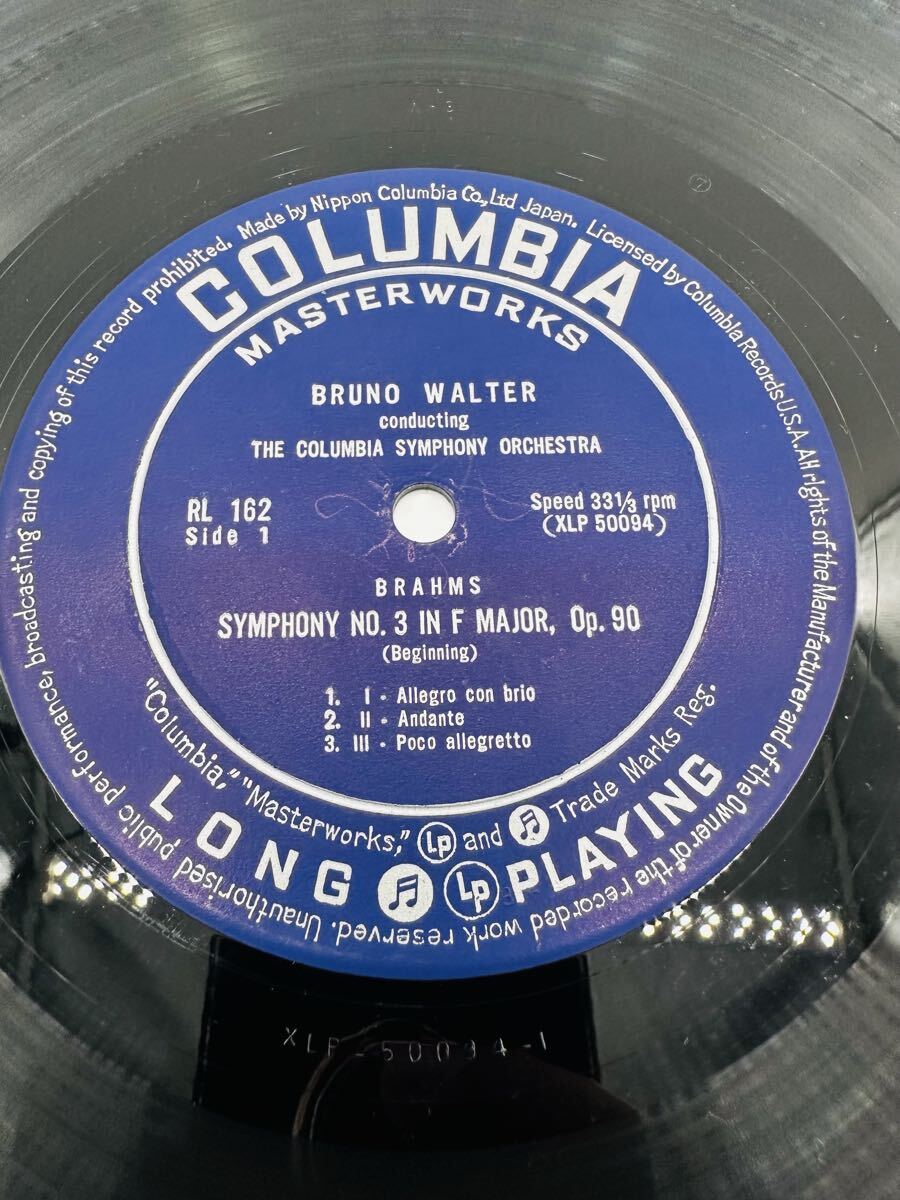 A-3
Unauthorised public performance, broadcasting and copying of this record prohibited. Made by Nippon Columbia Co., Ltd Japan. Licensed by Columbia Records U.S.A. All rights of the Manufacturer and of the Owner of the recorded work reserved.
COLUMBIA
MASTERWORKS
BRUNO WALTER
conducting
THE COLUMBIA SYMPHONY ORCHESTRA
RL 162
Side 1
Speed 33⅓ rpm
(XLP 50094)
BRAHMS
SYMPHONY NO. 3 IN F MAJOR, Op. 90
(Beginning)
1. I - Allegro con brio
2. II - Andante
3. III - Poco allegretto
"Columbia," "Masterworks," Lp and Trade Marks Reg.
LONG Lp PLAYING
XLP-50094-1